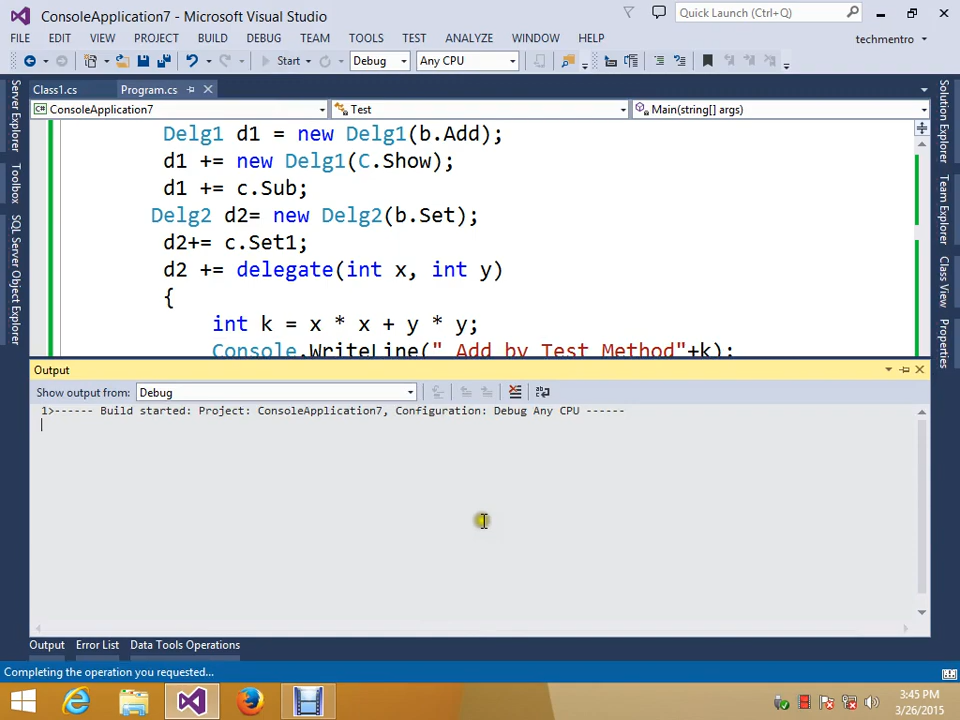 ConsoleApplication7 - Microsoft Visual Studio
Quick Launch (Ctrl+Q)
FILE EDIT VIEW PROJECT BUILD DEBUG TEAM TOOLS TEST ANALYZE WINDOW HELP
techmentro
Start Debug Any CPU
Class1.cs Program.cs
ConsoleApplication7 Test Main(string[] args)
Server Explorer
Toolbox
SQL Server Object Explorer
Solution Explorer
Team Explorer
Class View
Properties
Delg1 d1 = new Delg1(b.Add);
d1 += new Delg1(C.Show);
d1 += c.Sub;
Delg2 d2= new Delg2(b.Set);
d2+= c.Set1;
d2 += delegate(int x, int y)
{
int k = x * x + y * y;
Console.WriteLine(" Add by Test Method"+k);
Output
Show output from: Debug
1>------ Build started: Project: ConsoleApplication7, Configuration: Debug Any CPU ------
Output Error List Data Tools Operations
Completing the operation you requested...
3:45 PM
3/26/2015